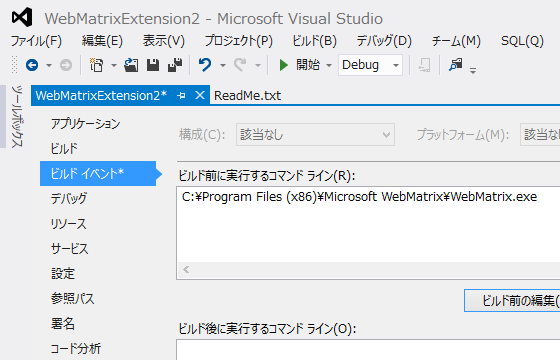 WebMatrixExtension2 - Microsoft Visual Studio
ファイル(F) 編集(E) 表示(V) プロジェクト(P) ビルド(B) デバッグ(D) チーム(M) SQL(Q)
開始 Debug
ツールボックス
WebMatrixExtension2* ReadMe.txt
アプリケーション
構成(C): 該当なし プラットフォーム(M): 該当な
ビルド
ビルド イベント*
ビルド前に実行するコマンド ライン(R):
デバッグ
C:¥Program Files (x86)¥Microsoft WebMatrix¥WebMatrix.exe
リソース
サービス
設定
参照パス
ビルド前の編集(
署名
ビルド後に実行するコマンド ライン(O):
コード分析